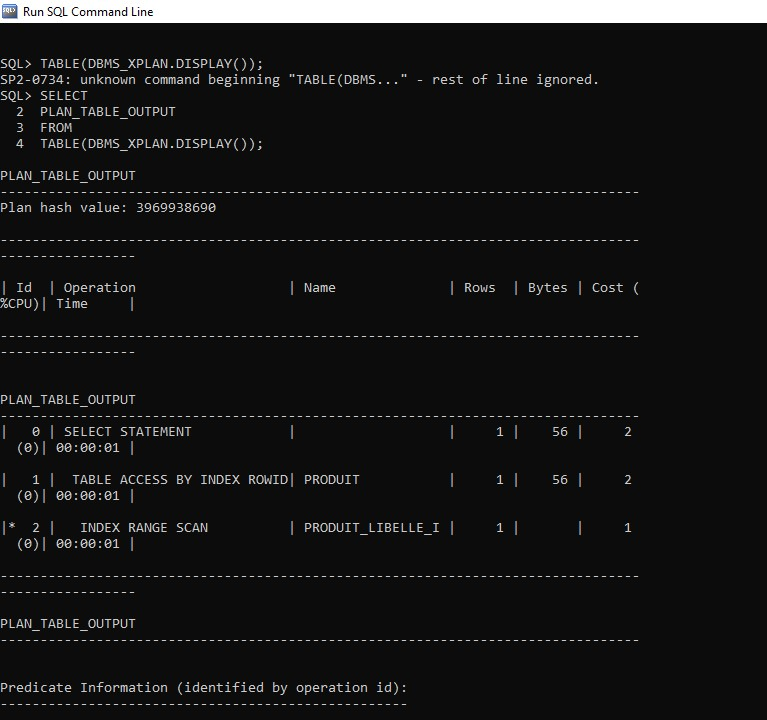 SQL> Run SQL Command Line
SQL> TABLE(DBMS_XPLAN.DISPLAY());
SP2-0734: unknown command beginning "TABLE(DBMS..." - rest of line ignored.
SQL> SELECT
  2  PLAN_TABLE_OUTPUT
  3  FROM
  4  TABLE(DBMS_XPLAN.DISPLAY());
PLAN_TABLE_OUTPUT
--------------------------------------------------------------------------------
Plan hash value: 3969938690
--------------------------------------------------------------------------------
-----------------
| Id  | Operation                   | Name              | Rows  | Bytes | Cost (
%CPU)| Time     |
--------------------------------------------------------------------------------
-----------------
PLAN_TABLE_OUTPUT
--------------------------------------------------------------------------------
|   0 | SELECT STATEMENT            |                   |     1 |    56 |     2
  (0)| 00:00:01 |
|   1 |  TABLE ACCESS BY INDEX ROWID| PRODUIT           |     1 |    56 |     2
  (0)| 00:00:01 |
|*  2 |   INDEX RANGE SCAN          | PRODUIT_LIBELLE_I |     1 |       |     1
  (0)| 00:00:01 |
--------------------------------------------------------------------------------
-----------------
PLAN_TABLE_OUTPUT
--------------------------------------------------------------------------------
Predicate Information (identified by operation id):
---------------------------------------------------